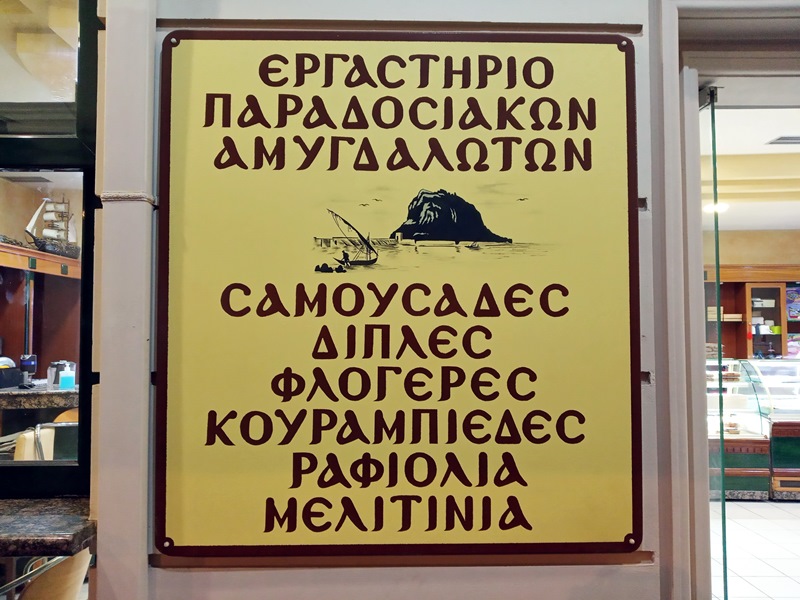 ΕΡΓΑΣΤΗΡΙΟ
ΠΑΡΑΔΟΣΙΑΚΩΝ
ΑΜΥΓΔΑΛΩΤΩΝ
ΣΑΜΟΥΣΑΔΕΣ
ΔΙΠΛΕΣ
ΦΛΟΓΕΡΕΣ
ΚΟΥΡΑΜΠΙΕΔΕΣ
ΡΑΦΙΟΛΙΑ
ΜΕΛΙΤΙΝΙΑ